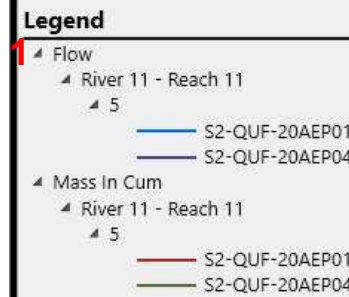 Legend
1
Flow
River 11 - Reach 11
5
S2-QUF-20AEP01
S2-QUF-20AEP04
Mass In Cum
River 11 - Reach 11
5
S2-QUF-20AEP01
S2-QUF-20AEP04